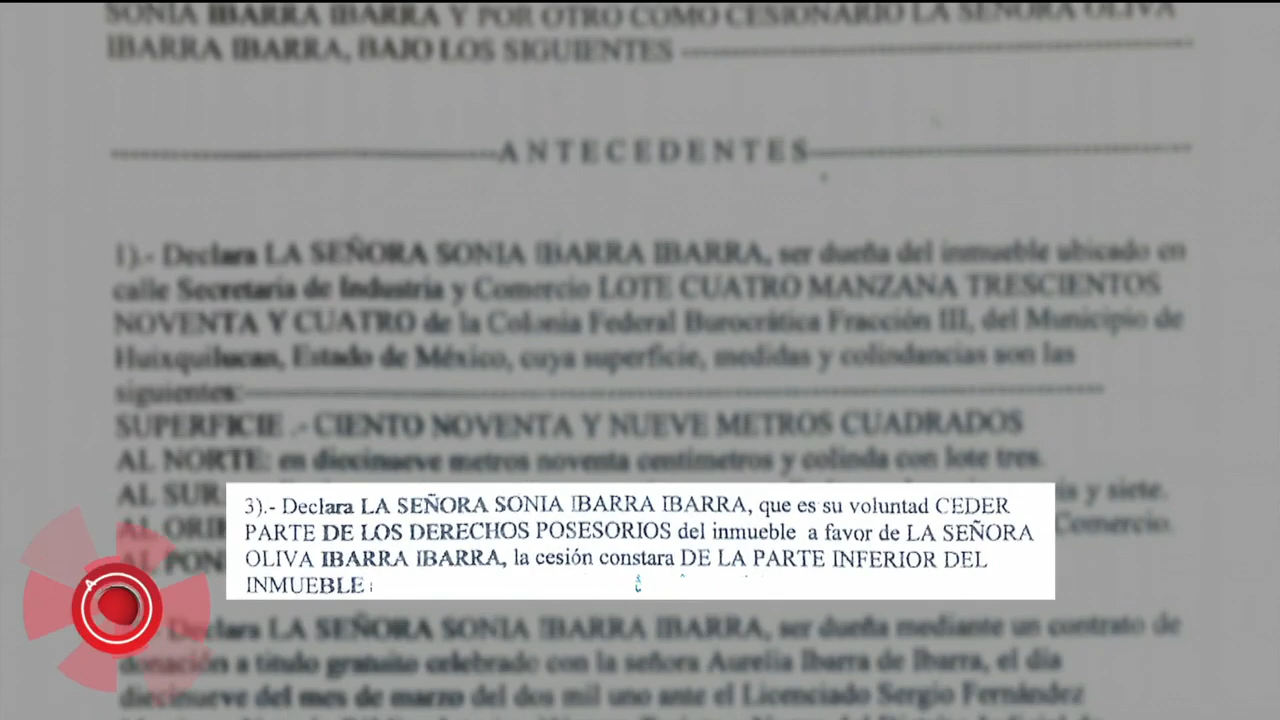 SONIA IBARRA IBARRA Y POR OTRO COMO CESIONARIO LA SEÑORA OLIVA
IBARRA IBARRA, BAJO LOS SIGUIENTES
ANTECEDENTES
1).- Declara LA SEÑORA SONIA IBARRA IBARRA, ser dueña del inmueble ubicado en
calle Secretaria de Industria y Comercio LOTE CUATRO MANZANA TRESCIENTOS
NOVENTA Y CUATRO de la Colonia Federal Burocrática Fracción III, del Municipio de
Huixquilucan, Estado de México, cuya superficie, medidas y colindancias son las
siguientes:
SUPERFICIE .- CIENTO NOVENTA Y NUEVE METROS CUADRADOS
AL NORTE: en diecinueve metros noventa centímetros y colinda con lote tres.
AL SUR y siete.
AL Comercio.
AL
3).- Declara LA SEÑORA SONIA IBARRA IBARRA, que es su voluntad CEDER
PARTE DE LOS DERECHOS POSESORIOS del inmueble a favor de LA SEÑORA
OLIVA IBARRA IBARRA, la cesión constara DE LA PARTE INFERIOR DEL
INMUEBLE
Declara LA SEÑORA SONIA IBARRA IBARRA, ser dueña mediante un contrato de
donación a titulo gratuito celebrado con la señora Aurelia Ibarra de Ibarra, el día
diecinueve del mes de marzo del dos mil uno ante el Licenciado Sergio Fernández